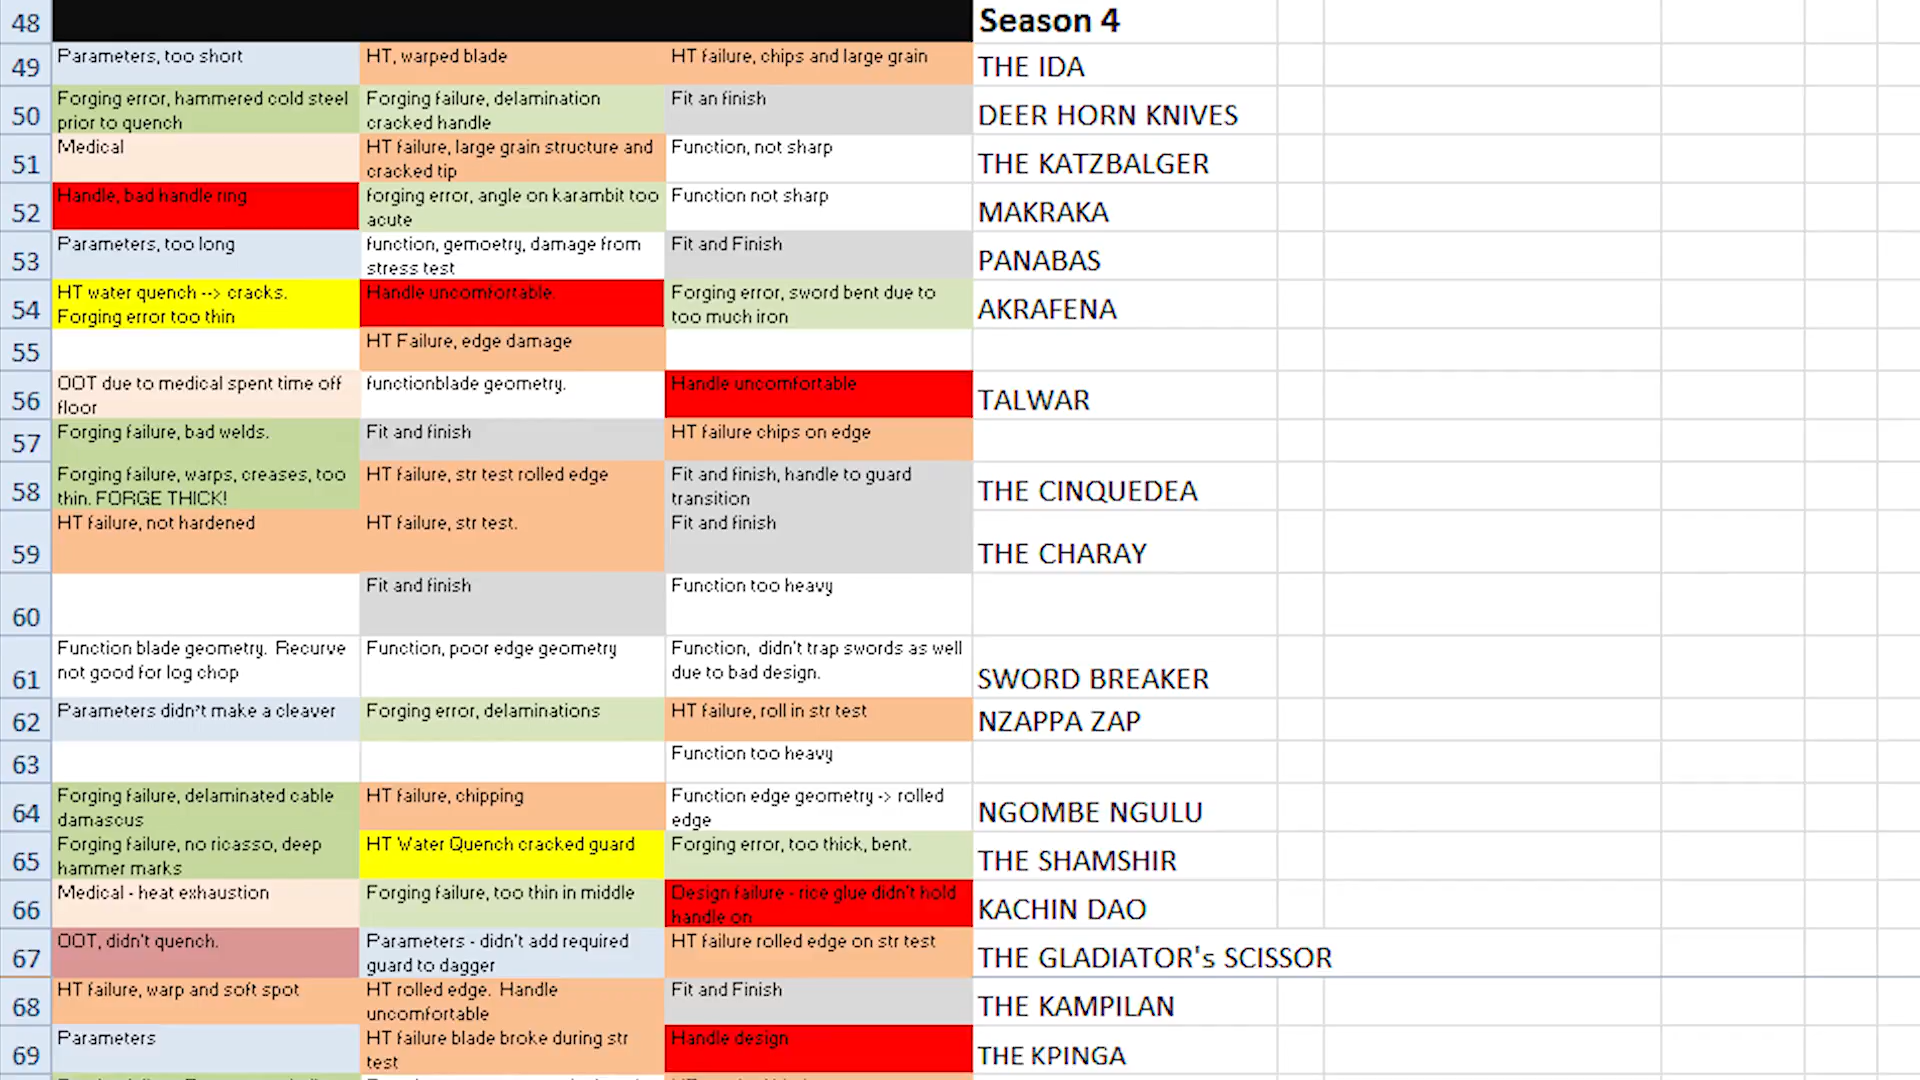 48 Season 4
49 Parameters, too short HT, warped blade HT failure, chips and large grain THE IDA
50 Forging error, hammered cold steel prior to quench Forging failure, delamination cracked handle Fit an finish DEER HORN KNIVES
51 Medical HT failure, large grain structure and cracked tip Function, not sharp THE KATZBALGER
52 Handle, bad handle ring forging error, angle on karambit too acute Function not sharp MAKRAKA
53 Parameters, too long function, gemoetry, damage from stress test Fit and Finish PANABAS
54 HT water quench --> cracks. Forging error too thin Handle uncomfortable. Forging error, sword bent due to too much iron AKRAFENA
55 HT Failure, edge damage
56 OOT due to medical spent time off floor functionblade geometry. Handle uncomfortable TALWAR
57 Forging failure, bad welds. Fit and finish HT failure chips on edge
58 Forging failure, warps, creases, too thin. FORGE THICK! HT failure, str test rolled edge Fit and finish, handle to guard transition THE CINQUEDEA
59 HT failure, not hardened HT failure, str test. Fit and finish THE CHARAY
60 Fit and finish Function too heavy
61 Function blade geometry. Recurve not good for log chop Function, poor edge geometry Function, didn't trap swords as well due to bad design. SWORD BREAKER
62 Parameters didn't make a cleaver Forging error, delaminations HT failure, roll in str test NZAPPA ZAP
63 Function too heavy
64 Forging failure, delaminated cable damascus HT failure, chipping Function edge geometry -> rolled edge NGOMBE NGULU
65 Forging failure, no ricasso, deep hammer marks HT Water Quench cracked guard Forging error, too thick, bent. THE SHAMSHIR
66 Medical - heat exhaustion Forging failure, too thin in middle Design failure - rice glue didn't hold handle on KACHIN DAO
67 OOT, didn't quench. Parameters - didn't add required guard to dagger HT failure rolled edge on str test THE GLADIATOR's SCISSOR
68 HT failure, warp and soft spot HT rolled edge. Handle uncomfortable Fit and Finish THE KAMPILAN
69 Parameters HT failure blade broke during str test Handle design THE KPINGA